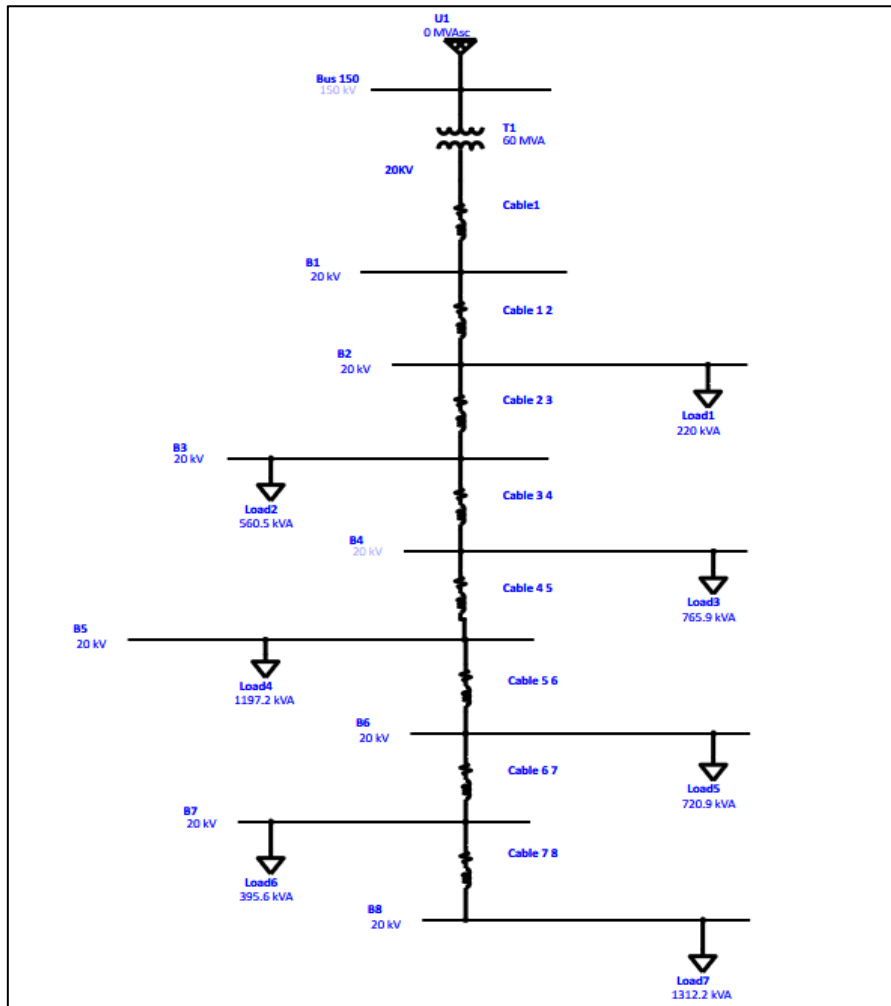 U1
0 MVAsc
Bus 150
150 kV
T1
60 MVA
20KV
Cable1
B1
20 kV
Cable 1 2
B2
20 kV
Load1
220 kVA
Cable 2 3
B3
20 kV
Load2
560.5 kVA
Cable 3 4
B4
20 kV
Load3
765.9 kVA
Cable 4 5
B5
20 kV
Load4
1197.2 kVA
Cable 5 6
B6
20 kV
Load5
720.9 kVA
Cable 6 7
B7
20 kV
Load6
395.6 kVA
Cable 7 8
B8
20 kV
Load7
1312.2 kVA